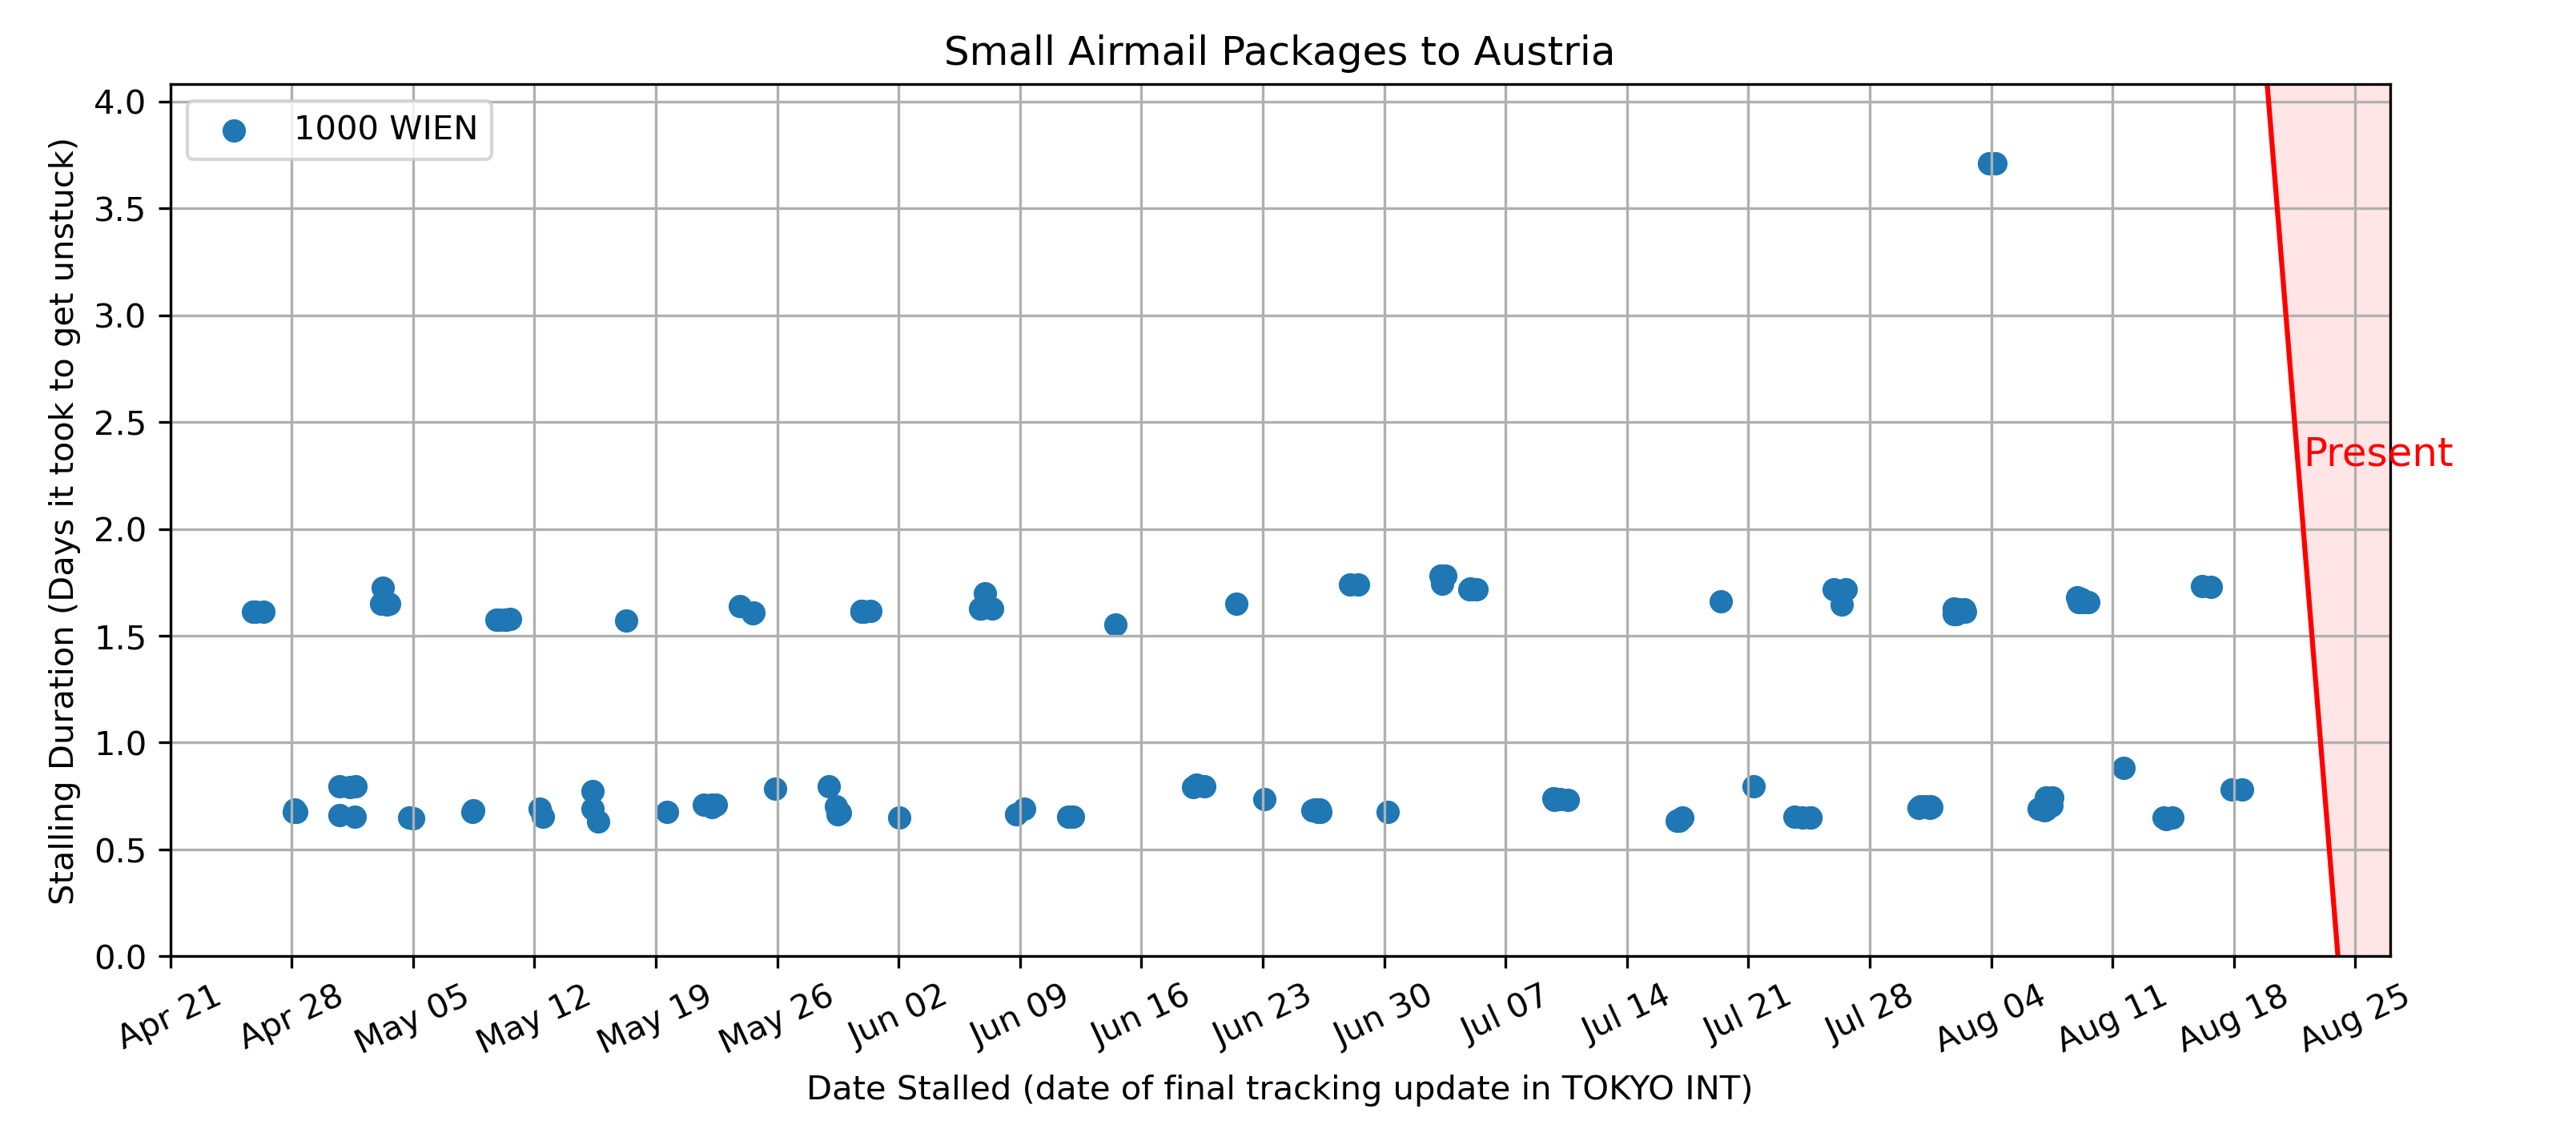 Small Airmail Packages to Austria
1000 WIEN
4.0
3.5
3.0
2.5
2.0
1.5
1.0
0.5
0.0
Stalling Duration (Days it took to get unstuck)
Present
Apr 21
Apr 28
May 05
May 12
May 19
May 26
Jun 02
Jun 09
Jun 16
Jun 23
Jun 30
Jul 07
Jul 14
Jul 21
Jul 28
Aug 04
Aug 11
Aug 18
Aug 25
Date Stalled (date of final tracking update in TOKYO INT)